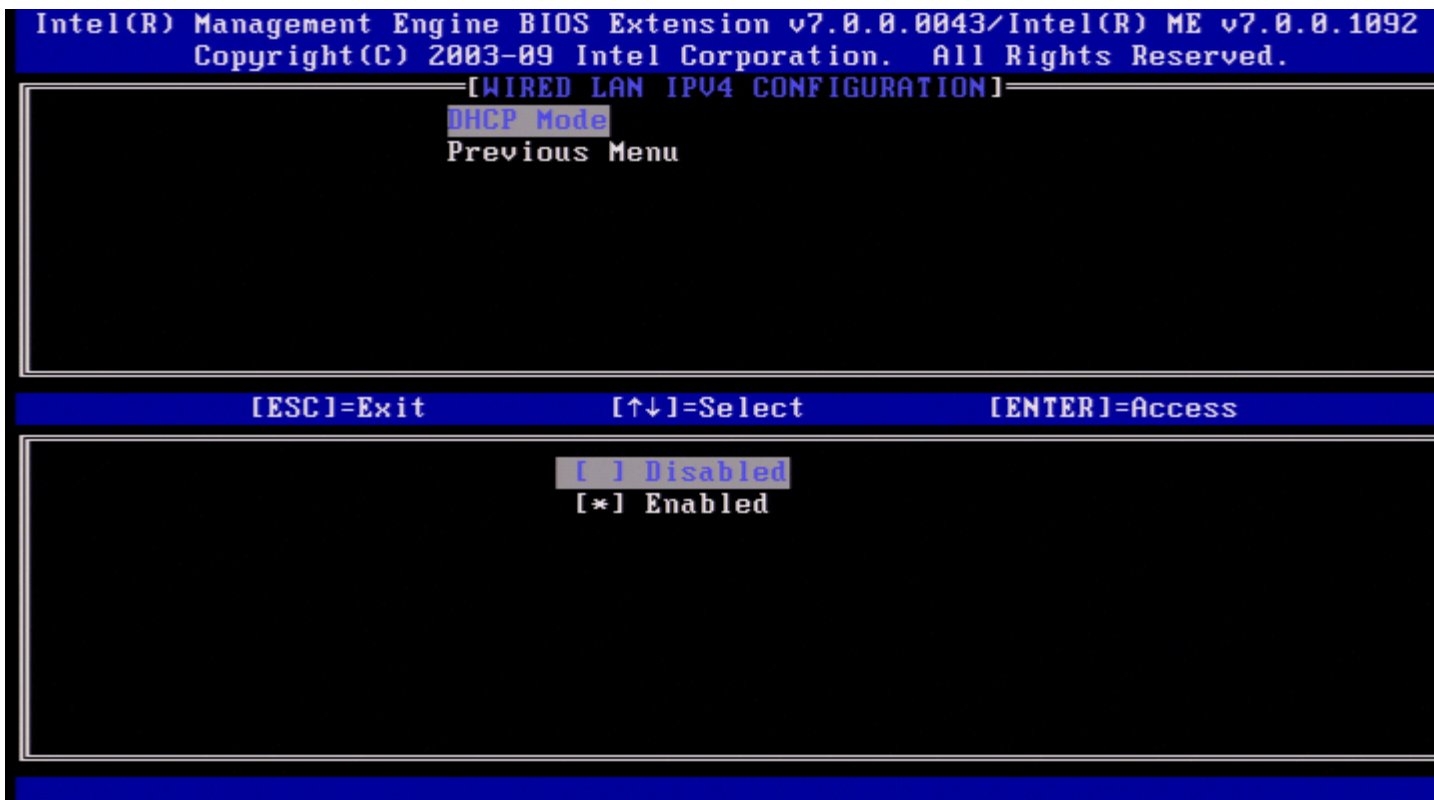 Intel(R) Management Engine BIOS Extension v7.0.0.0043/Intel(R) ME v7.0.0.1092
Copyright(C) 2003-09 Intel Corporation. All Rights Reserved.
[WIRED LAN IPV4 CONFIGURATION]
DHCP Mode
Previous Menu
[ESC]=Exit [↑↓]=Select [ENTER]=Access
[ ] Disabled
[*] Enabled